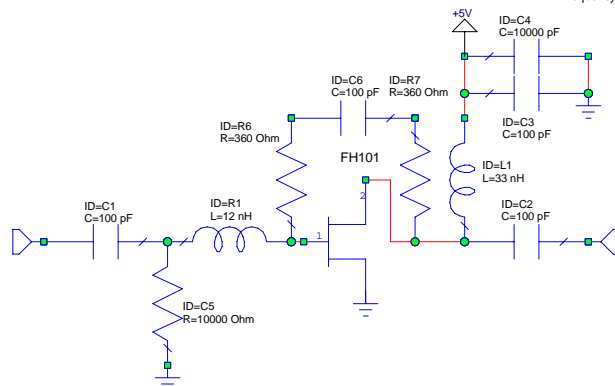 +5V
ID=C4
C=10000 pF
ID=C6
C=100 pF
ID=R7
R=360 Ohm
ID=R6
R=360 Ohm
ID=C3
C=100 pF
FH101
ID=L1
L=33 nH
2
ID=C1
C=100 pF
ID=R1
L=12 nH
ID=C2
C=100 pF
1
ID=C5
R=10000 Ohm